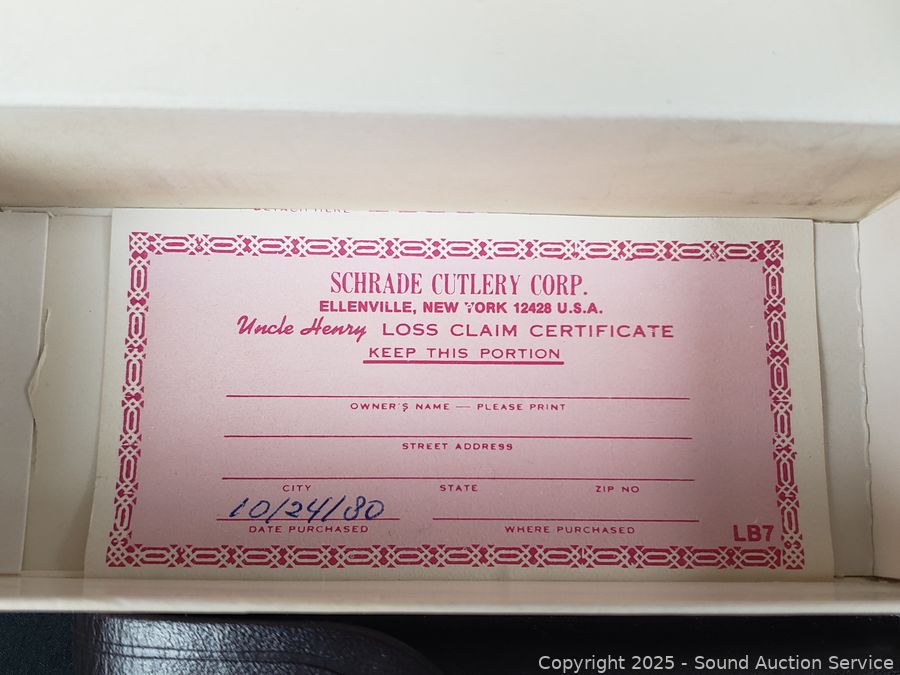 DETACH HERE
SCHRADE CUTLERY CORP.
ELLENVILLE, NEW YORK 12428 U.S.A.
Uncle Henry LOSS CLAIM CERTIFICATE
KEEP THIS PORTION
OWNER'S NAME — PLEASE PRINT
STREET ADDRESS
CITY STATE ZIP NO
10/24/80
DATE PURCHASED WHERE PURCHASED
LB7
Copyright 2025 - Sound Auction Service